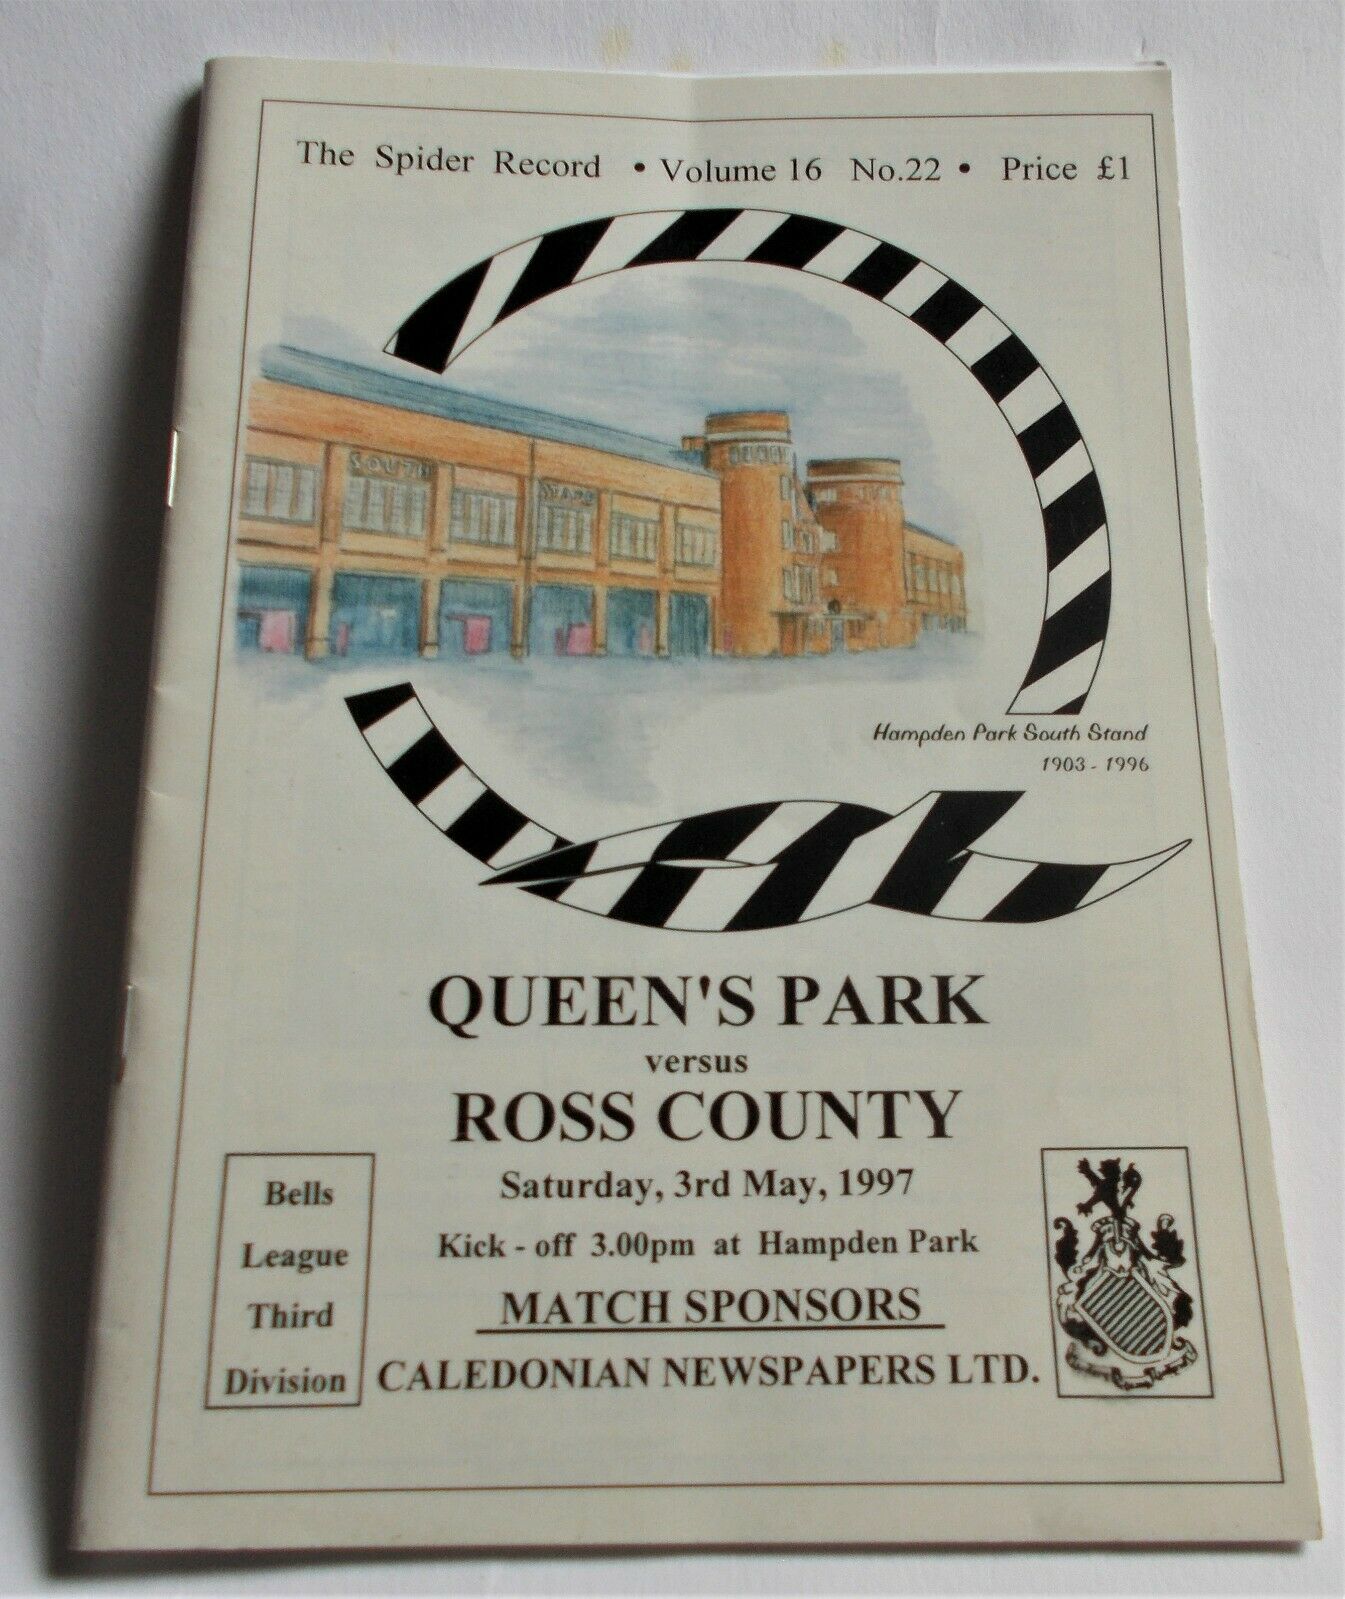 The Spider Record • Volume 16 No.22 • Price £1
SOUTH
Hampden Park South Stand
1903 - 1996
QUEEN'S PARK
versus
ROSS COUNTY
Saturday, 3rd May, 1997
Kick - off 3.00pm at Hampden Park
MATCH SPONSORS
CALEDONIAN NEWSPAPERS LTD.
Bells
League
Third
Division